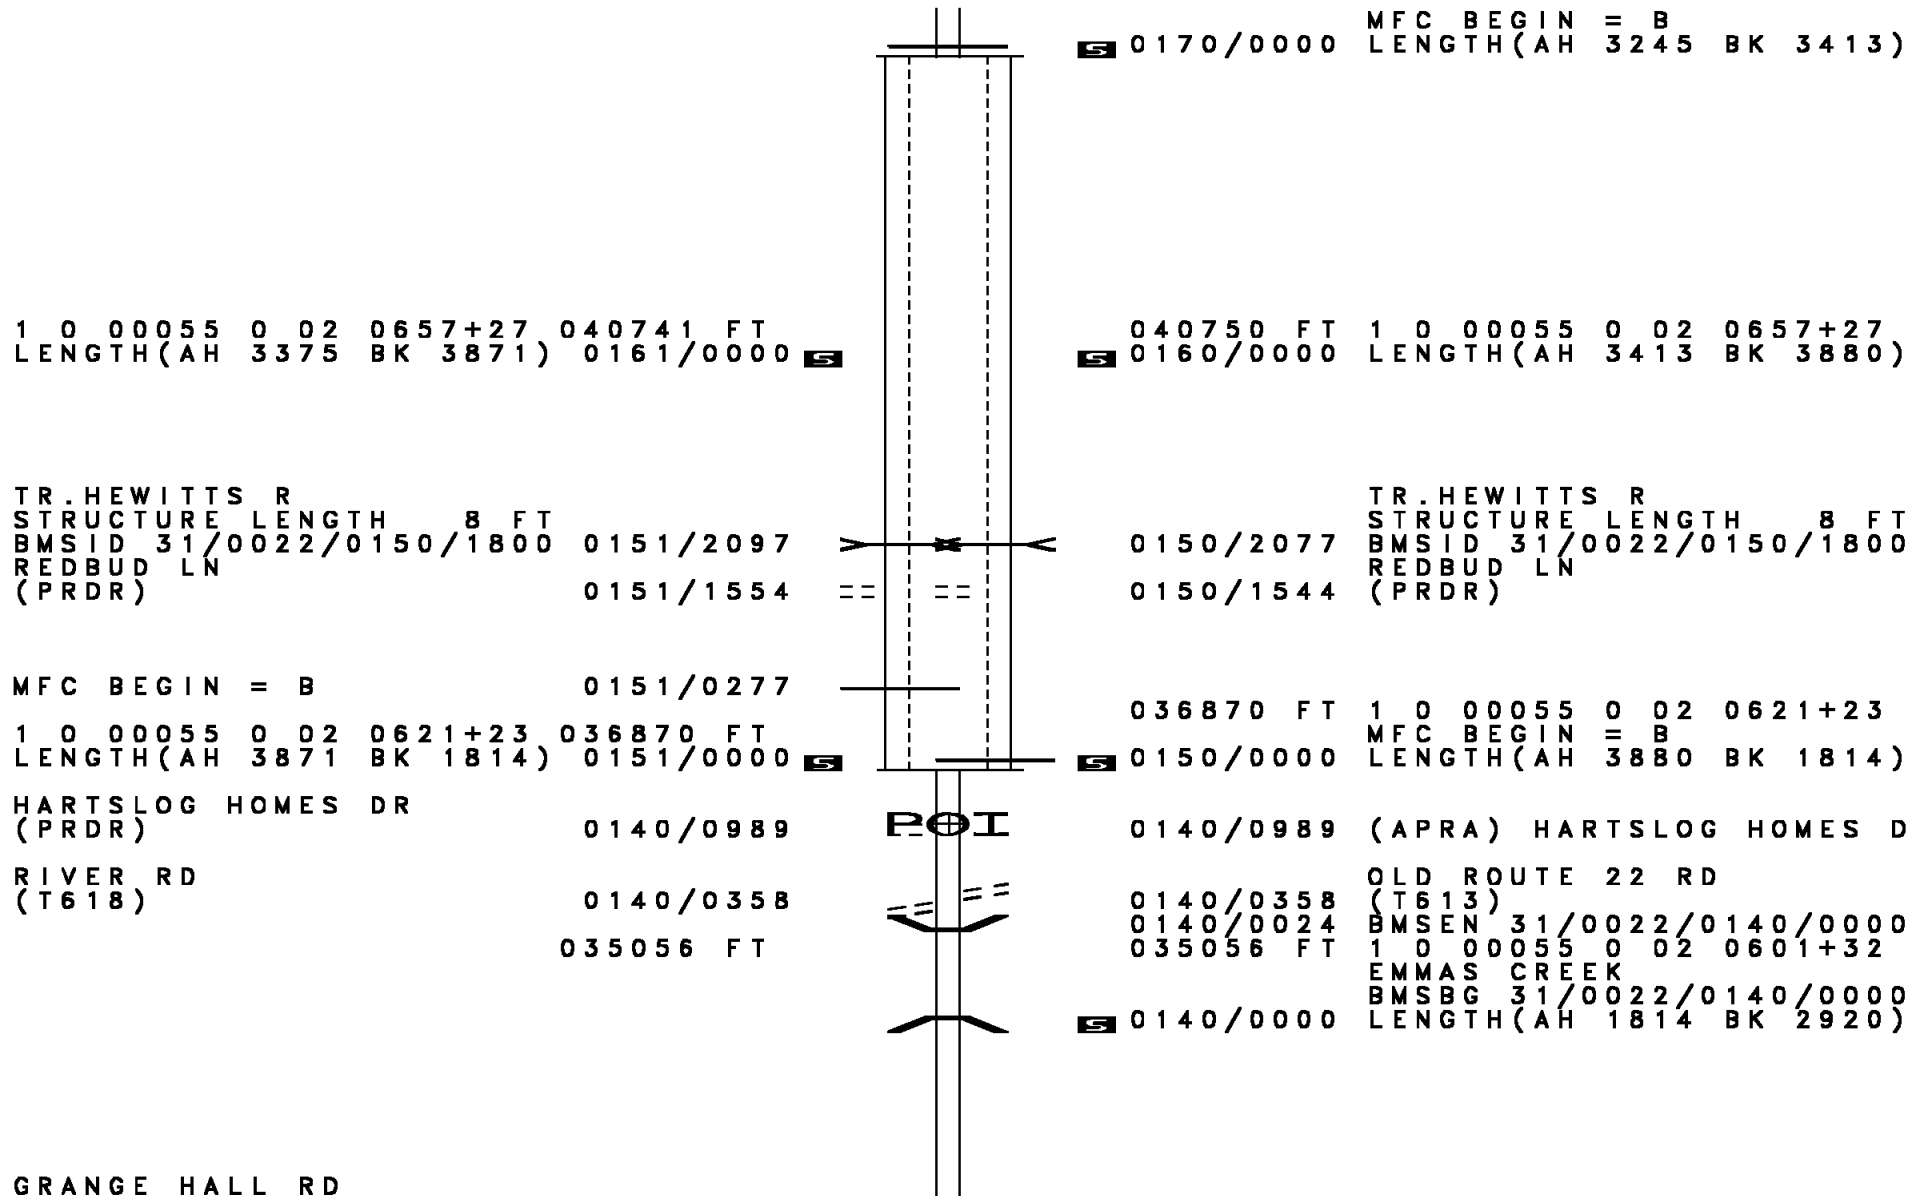 MFC BEGIN = B
S 0170/0000 LENGTH(AH 3245 BK 3413)
1 0 00055 0 02 0657+27 040741 FT
LENGTH(AH 3375 BK 3871) 0161/0000 S
040750 FT 1 0 00055 0 02 0657+27
S 0160/0000 LENGTH(AH 3413 BK 3880)
TR.HEWITTS R
STRUCTURE LENGTH 8 FT
BMSID 31/0022/0150/1800 0151/2097
REDBUD LN
(PRDR) 0151/1554
TR.HEWITTS R
STRUCTURE LENGTH 8 FT
0150/2077 BMSID 31/0022/0150/1800
REDBUD LN
0150/1544 (PRDR)
MFC BEGIN = B 0151/0277
1 0 00055 0 02 0621+23 036870 FT
LENGTH(AH 3871 BK 1814) 0151/0000 S
036870 FT 1 0 00055 0 02 0621+23
MFC BEGIN = B
S 0150/0000 LENGTH(AH 3880 BK 1814)
HARTSLOG HOMES DR
(PRDR) 0140/0989
POI
0140/0989 (APRA) HARTSLOG HOMES D
RIVER RD
(T618) 0140/0358
035056 FT
OLD ROUTE 22 RD
0140/0358 (T613)
0140/0024 BMSEN 31/0022/0140/0000
035056 FT 1 0 00055 0 02 0601+32
EMMAS CREEK
BMSBG 31/0022/0140/0000
S 0140/0000 LENGTH(AH 1814 BK 2920)
GRANGE HALL RD